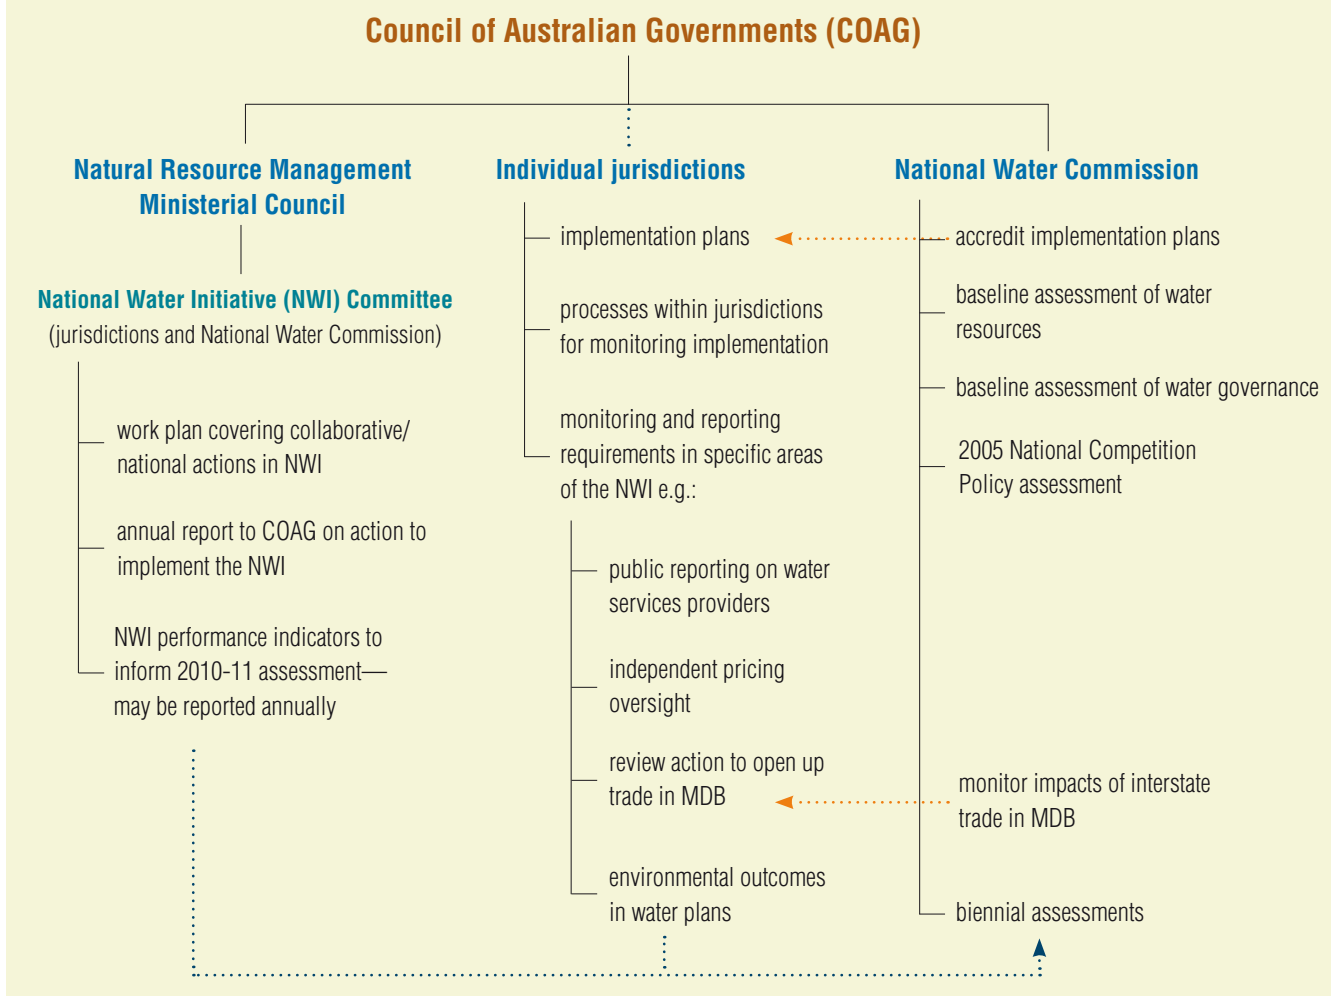 Council of Australian Governments (COAG)
Natural Resource Management
Ministerial Council
National Water Initiative (NWI) Committee
(jurisdictions and National Water Commission)
work plan covering collaborative/
national actions in NWI
annual report to COAG on action to
implement the NWI
NWI performance indicators to
inform 2010-11 assessment—
may be reported annually
Individual jurisdictions
implementation plans
processes within jurisdictions
for monitoring implementation
monitoring and reporting
requirements in specific areas
of the NWI e.g.:
public reporting on water
services providers
independent pricing
oversight
review action to open up
trade in MDB
environmental outcomes
in water plans
National Water Commission
accredit implementation plans
baseline assessment of water
resources
baseline assessment of water governance
2005 National Competition
Policy assessment
monitor impacts of interstate
trade in MDB
biennial assessments